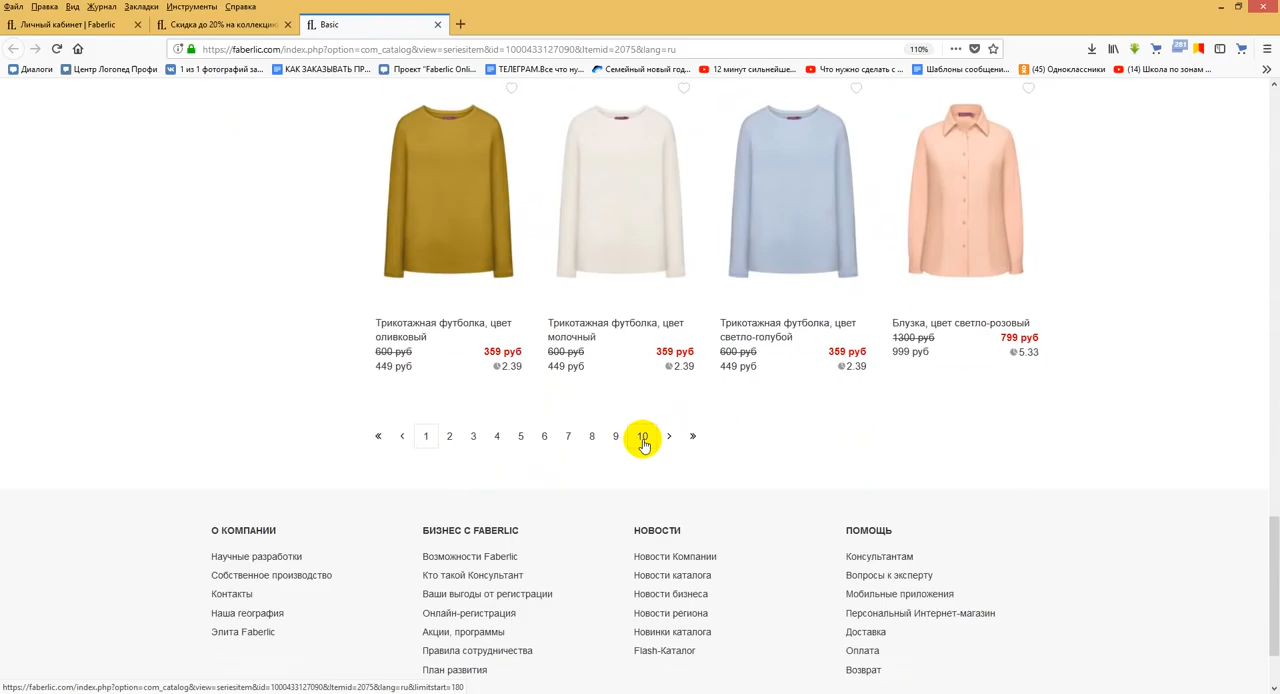 Файл Правка Вид Журнал Закладки Инструменты Справка
Личный кабинет | Faberlic
Скидка до 20% на коллекци
Basic
https://faberlic.com/index.php?option=com_catalog&view=seriesitem&id=1000433127090&Itemid=2075&lang=ru
110%
281
Диалоги Центр Логопед Профи 1 из 1 фотографий за... КАК ЗАКАЗЫВАТЬ ПР... Проект "Faberlic Onli... ТЕЛЕГРАМ.Все что ну... Семейный новый год... 12 минут сильнейше... Что нужно сделать с ... Шаблоны сообщени... (45) Одноклассники (14) Школа по зонам ...
Трикотажная футболка, цвет
оливковый
600 руб 359 руб
449 руб 2.39
Трикотажная футболка, цвет
молочный
600 руб 359 руб
449 руб 2.39
Трикотажная футболка, цвет
светло-голубой
600 руб 359 руб
449 руб 2.39
Блузка, цвет светло-розовый
1300 руб 799 руб
999 руб 5.33
« ‹ 1 2 3 4 5 6 7 8 9 10 › »
О КОМПАНИИ
Научные разработки
Собственное производство
Контакты
Наша география
Элита Faberlic
БИЗНЕС С FABERLIC
Возможности Faberlic
Кто такой Консультант
Ваши выгоды от регистрации
Онлайн-регистрация
Акции, программы
Правила сотрудничества
План развития
НОВОСТИ
Новости Компании
Новости каталога
Новости бизнеса
Новости региона
Новинки каталога
Flash-Каталог
ПОМОЩЬ
Консультантам
Вопросы к эксперту
Мобильные приложения
Персональный Интернет-магазин
Доставка
Оплата
Возврат
https://faberlic.com/index.php?option=com_catalog&view=seriesitem&id=1000433127090&Itemid=2075&lang=ru&limitstart=180